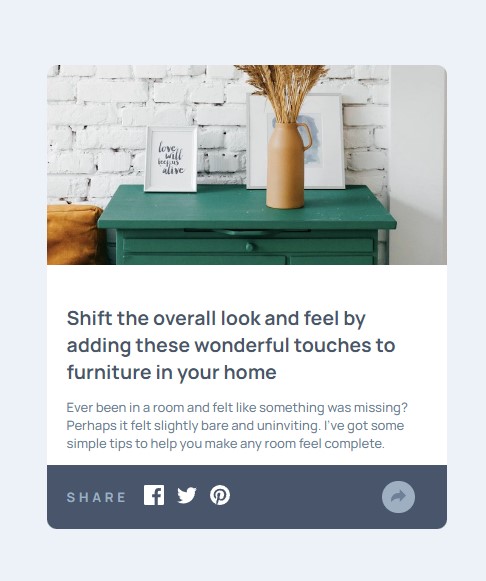 love
will
keep us
alive
Shift the overall look and feel by
adding these wonderful touches to
furniture in your home
Ever been in a room and felt like something was missing?
Perhaps it felt slightly bare and uninviting. I've got some
simple tips to help you make any room feel complete.
SHARE